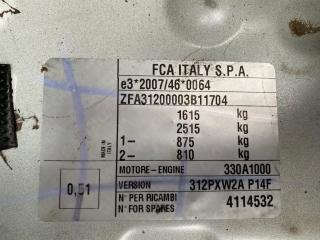 FCA ITALY S.P.A.
e3*2007/46*0064
ZFA31200003B11704
1615 kg
2515 kg
1- 875 kg
2- 810 kg
MADE IN ITALY
MOTORE - ENGINE 330A1000
VERSION 312PXW2A P14F
0,51
N° PER RICAMBI
N° FOR SPARES 4114532